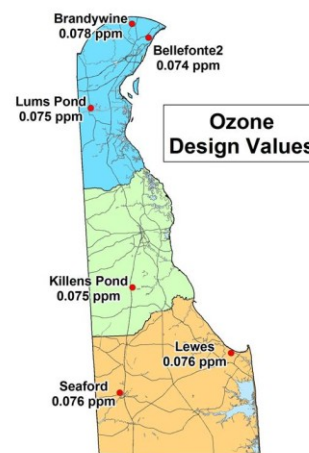 Brandywine
0.078 ppm
Bellefonte2
0.074 ppm
Lums Pond
0.075 ppm
Ozone
Design Values
Killens Pond
0.075 ppm
Lewes
0.076 ppm
Seaford
0.076 ppm